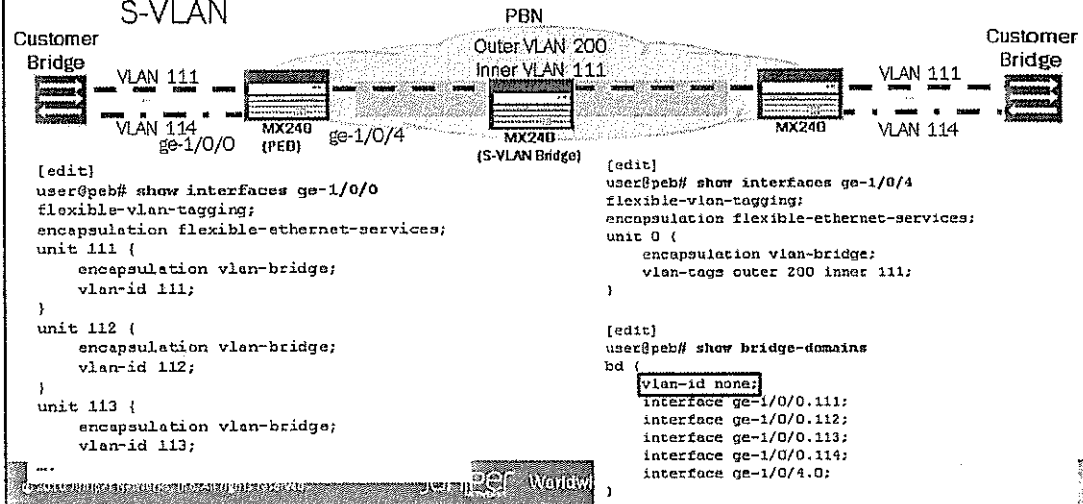 S-VLAN
PBN
Customer
Bridge
Outer VLAN 200
Inner VLAN 111
Customer
Bridge
VLAN 111
VLAN 111
VLAN 114
ge-1/0/0
MX240
(PEB)
ge-1/0/4
MX240
(S-VLAN Bridge)
MX240
VLAN 114
[edit]
user@peb# show interfaces ge-1/0/0
flexible-vlan-tagging;
encapsulation flexible-ethernet-services;
unit 111 {
encapsulation vlan-bridge;
vlan-id 111;
}
unit 112 {
encapsulation vlan-bridge;
vlan-id 112;
}
unit 113 {
encapsulation vlan-bridge;
vlan-id 113;
...
[edit]
user@peb# show interfaces ge-1/0/4
flexible-vlan-tagging;
encapsulation flexible-ethernet-services;
unit 0 {
encapsulation vlan-bridge;
vlan-tags outer 200 inner 111;
}
[edit]
user@peb# show bridge-domains
bd {
vlan-id none;
interface ge-1/0/0.111;
interface ge-1/0/0.112;
interface ge-1/0/0.113;
interface ge-1/0/0.114;
interface ge-1/0/4.0;
}